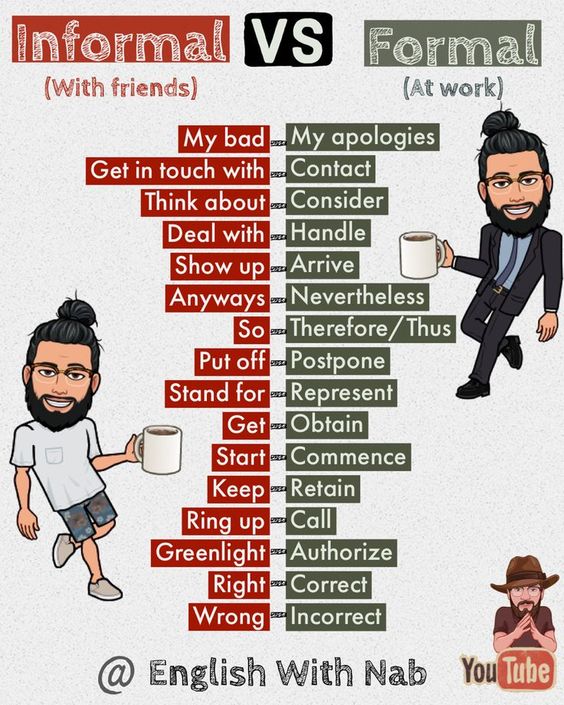 Informal VS Formal
(With friends) (At work)
My bad My apologies
Get in touch with Contact
Think about Consider
Deal with Handle
Show up Arrive
Anyways Nevertheless
So Therefore/Thus
Put off Postpone
Stand for Represent
Get Obtain
Start Commence
Keep Retain
Ring up Call
Greenlight Authorize
Right Correct
Wrong Incorrect
@ English With Nab
YouTube